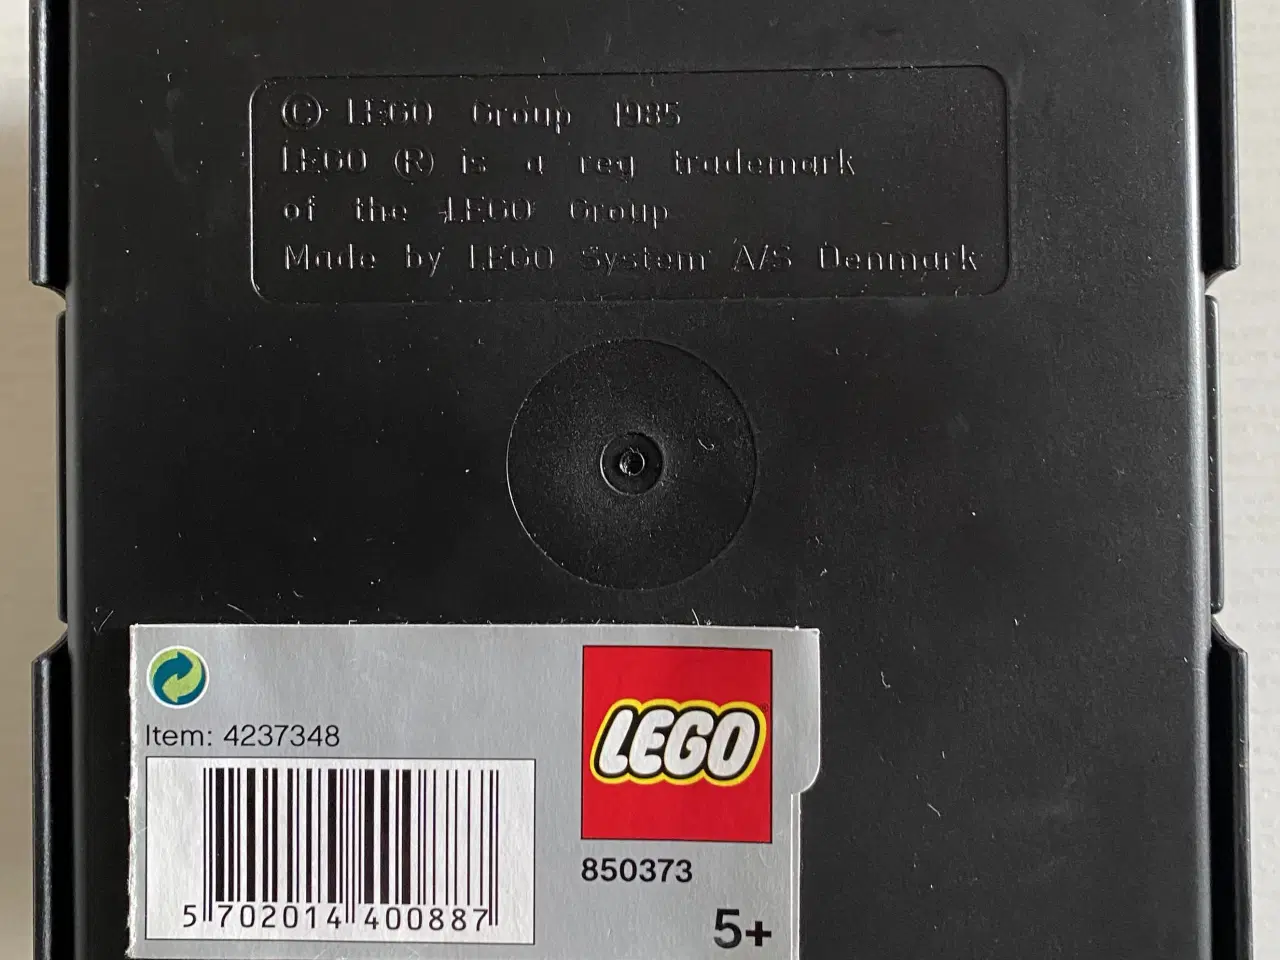 © LEGO Group 1985
LEGO ® is a reg trademark
of the LEGO Group
Made by LEGO System A/S Denmark
Item: 4237348
LEGO®
5 702014 400887
850373
5+